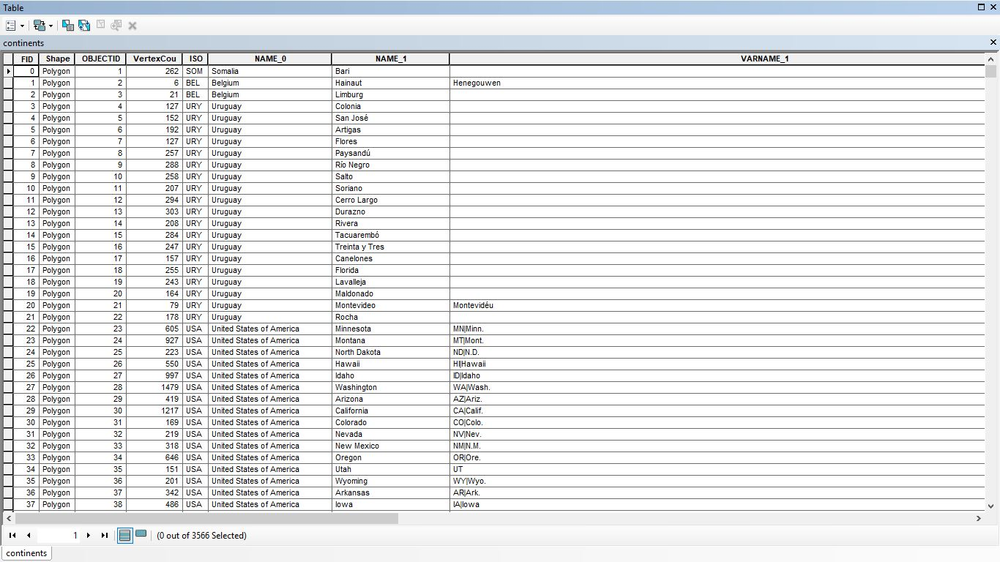 Table
continents
FID Shape OBJECTID VertexCou ISO NAME_0 NAME_1 VARNAME_1
0 Polygon 1 262 SOM Somalia Bari
1 Polygon 2 6 BEL Belgium Hainaut Henegouwen
2 Polygon 3 21 BEL Belgium Limburg
3 Polygon 4 127 URY Uruguay Colonia
4 Polygon 5 152 URY Uruguay San José
5 Polygon 6 192 URY Uruguay Artigas
6 Polygon 7 127 URY Uruguay Flores
7 Polygon 8 257 URY Uruguay Paysandú
8 Polygon 9 288 URY Uruguay Río Negro
9 Polygon 10 258 URY Uruguay Salto
10 Polygon 11 207 URY Uruguay Soriano
11 Polygon 12 294 URY Uruguay Cerro Largo
12 Polygon 13 303 URY Uruguay Durazno
13 Polygon 14 208 URY Uruguay Rivera
14 Polygon 15 284 URY Uruguay Tacuarembó
15 Polygon 16 247 URY Uruguay Treinta y Tres
16 Polygon 17 157 URY Uruguay Canelones
17 Polygon 18 255 URY Uruguay Florida
18 Polygon 19 243 URY Uruguay Lavalleja
19 Polygon 20 164 URY Uruguay Maldonado
20 Polygon 21 79 URY Uruguay Montevideo Montevidéu
21 Polygon 22 178 URY Uruguay Rocha
22 Polygon 23 605 USA United States of America Minnesota MN|Minn.
23 Polygon 24 927 USA United States of America Montana MT|Mont.
24 Polygon 25 223 USA United States of America North Dakota ND|N.D.
25 Polygon 26 550 USA United States of America Hawaii HI|Hawaii
26 Polygon 27 997 USA United States of America Idaho ID|Idaho
27 Polygon 28 1479 USA United States of America Washington WA|Wash.
28 Polygon 29 419 USA United States of America Arizona AZ|Ariz.
29 Polygon 30 1217 USA United States of America California CA|Calif.
30 Polygon 31 169 USA United States of America Colorado CO|Colo.
31 Polygon 32 219 USA United States of America Nevada NV|Nev.
32 Polygon 33 318 USA United States of America New Mexico NM|N.M.
33 Polygon 34 646 USA United States of America Oregon OR|Ore.
34 Polygon 35 151 USA United States of America Utah UT
35 Polygon 36 201 USA United States of America Wyoming WY|Wyo.
36 Polygon 37 342 USA United States of America Arkansas AR|Ark.
37 Polygon 38 486 USA United States of America Iowa IA|Iowa
1 (0 out of 3566 Selected)
continents